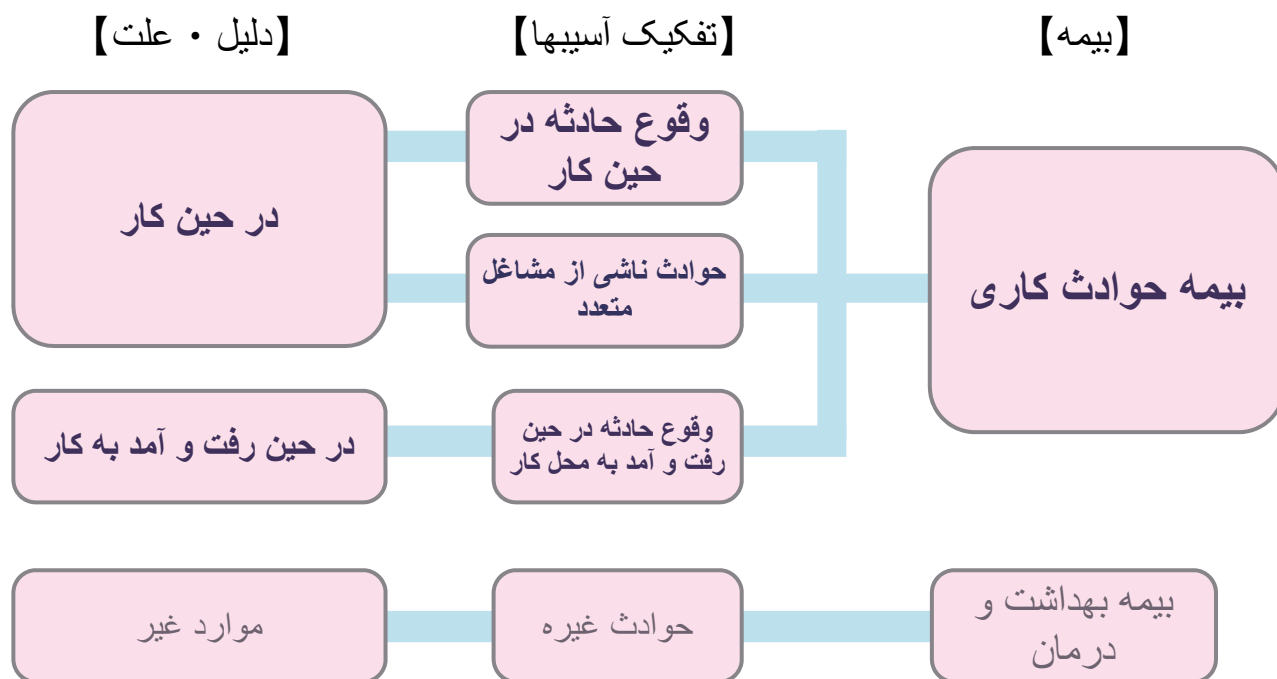 【بیمه】
【تفکیک آسیبها】
【دلیل・علت】
بیمه حوادث کاری
وقوع حادثه در
حین کار
در حین کار
حوادث ناشی از مشاغل
متعدد
وقوع حادثه در حین
رفت و آمد به محل کار
در حین رفت و آمد به کار
بیمه بهداشت و
درمان
حوادث غیره
موارد غیر